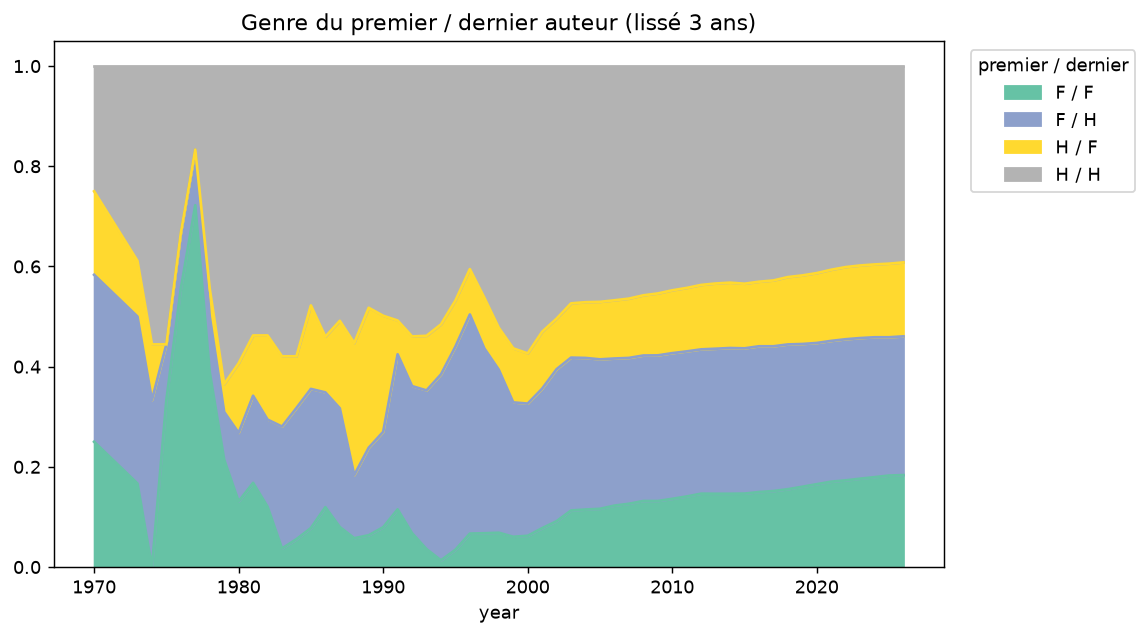 Genre du premier / dernier auteur (lissé 3 ans)
premier / dernier
F / F
F / H
H / F
H / H
1.0
0.8
0.6
0.4
0.2
0.0
1970 1980 1990 2000 2010 2020
year